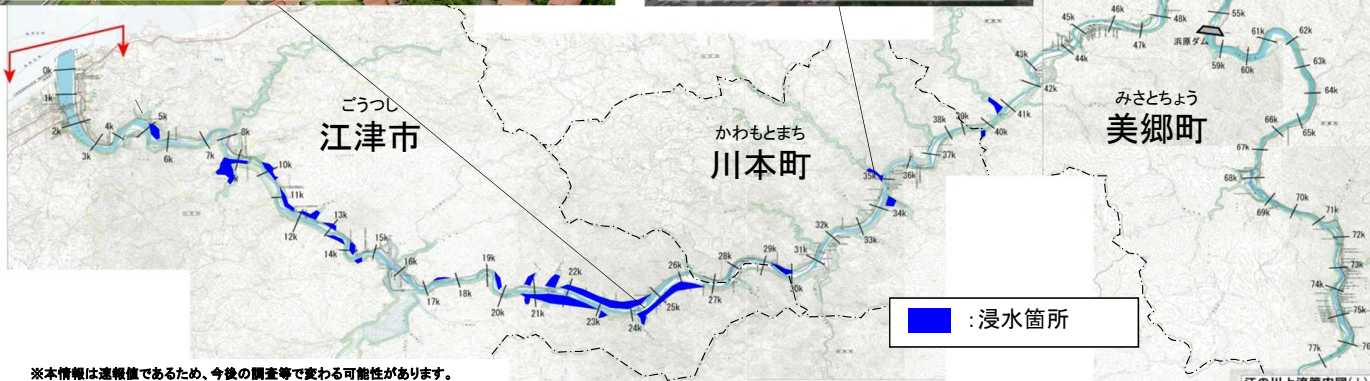 ごうつし
江津市
かわもとまち
川本町
みさとちょう
美郷町
浜原ダム
0k
1k
2k
3k
4k
5k
6k
7k
8k
10k
11k
12k
13k
14k
15k
16k
17k
18k
19k
20k
21k
22k
23k
24k
25k
26k
27k
28k
29k
30k
31k
32k
33k
34k
35k
36k
37k
38k
39k
40k
41k
42k
43k
44k
45k
46k
47k
48k
55k
59k
60k
61k
62k
63k
64k
65k
66k
67k
68k
69k
70k
71k
72k
73k
74k
75k
77k
:浸水箇所
※本情報は速報値であるため、今後の調査等で変わる可能性があります。